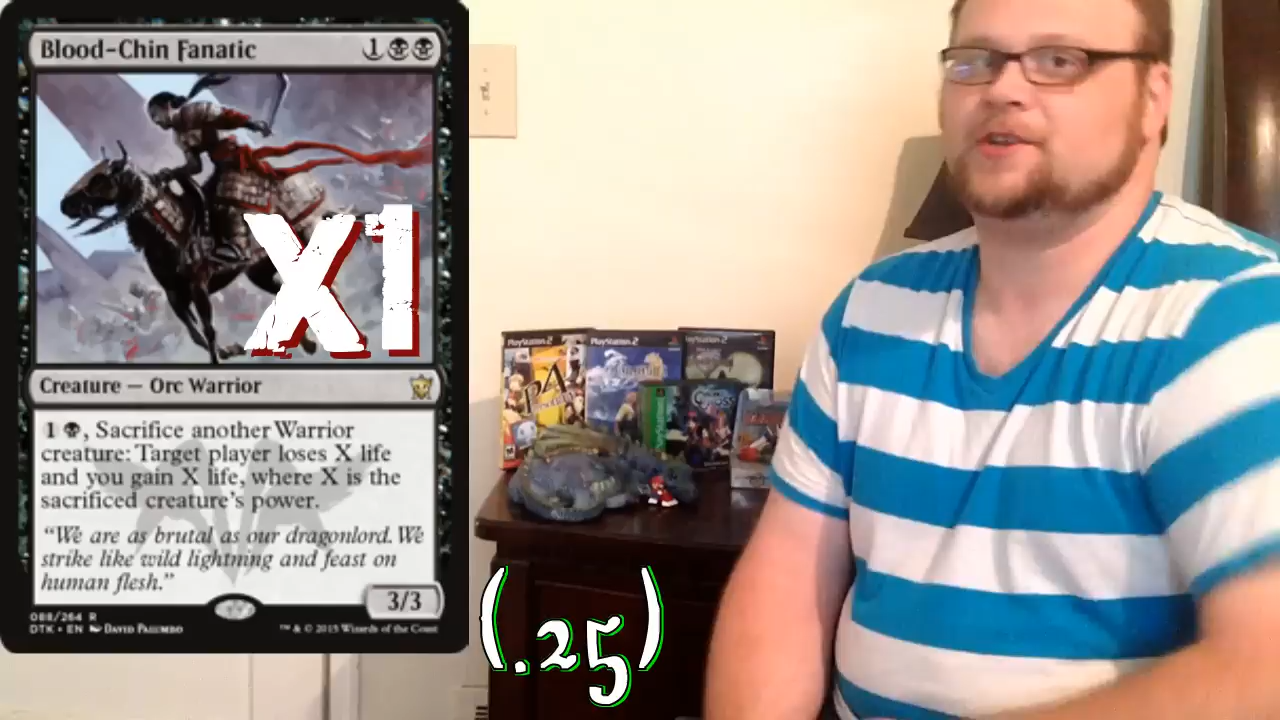 Blood-Chin Fanatic 1
X1
Creature — Orc Warrior
1, Sacrifice another Warrior
creature: Target player loses X life
and you gain X life, where X is the
sacrificed creature's power.
"We are as brutal as our dragonlord. We
strike like wild lightning and feast on
human flesh."
3/3
088/264 R
DTK • EN David Palumbo
™ & © 2015 Wizards of the Coast
(.25)
PlayStation 2
PlayStation 2
PlayStation 2
P4